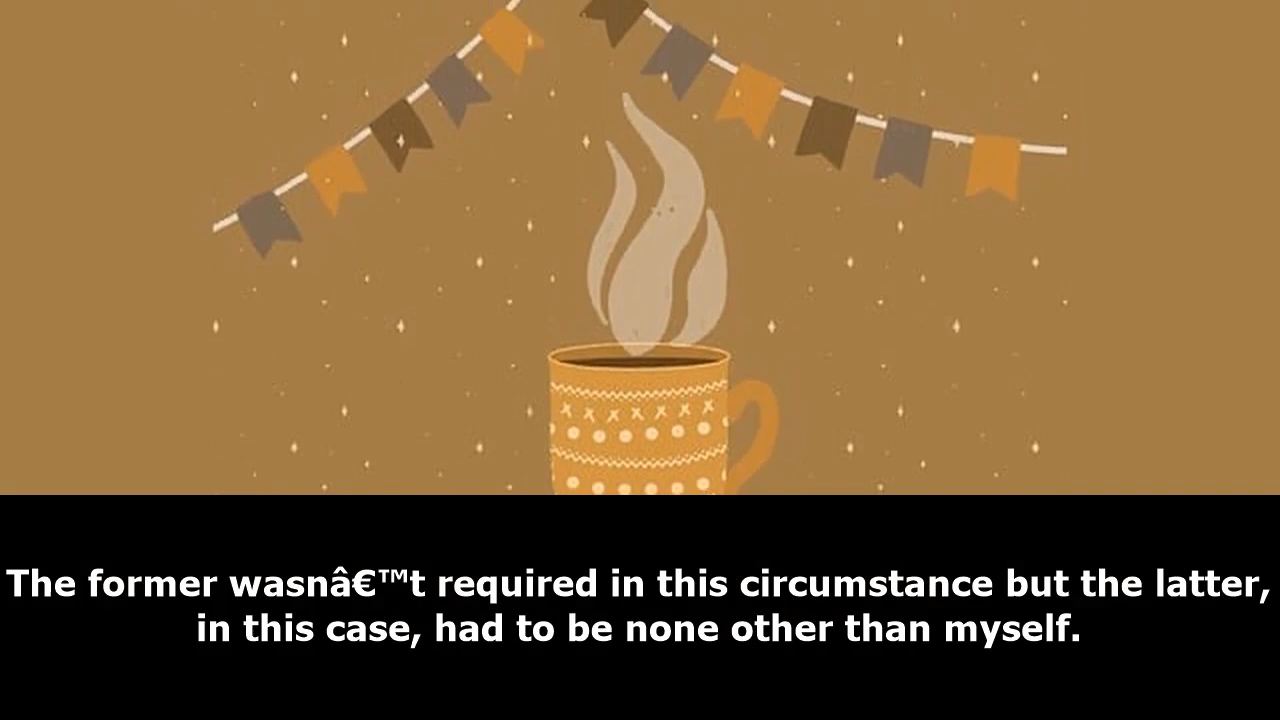 The former wasnâ€™t required in this circumstance but the latter,
in this case, had to be none other than myself.